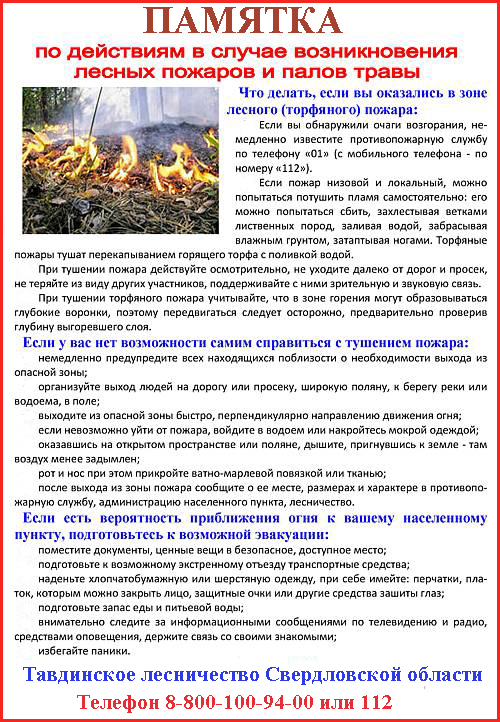 ПАМЯТКА
по действиям в случае возникновения
лесных пожаров и палов травы
Что делать, если вы оказались в зоне
лесного (торфяного) пожара:
Если вы обнаружили очаги возгорания, не-
медленно известите противопожарную службу
по телефону «01» (с мобильного телефона - по
номеру «112»).
Если пожар низовой и локальный, можно
попытаться потушить пламя самостоятельно: его
можно попытаться сбить, захлестывая ветками
лиственных пород, заливая водой, забрасывая
влажным грунтом, затаптывая ногами. Торфяные
пожары тушат перекапыванием горящего торфа с поливкой водой.
При тушении пожара действуйте осмотрительно, не уходите далеко от дорог и просек,
не теряйте из виду других участников, поддерживайте с ними зрительную и звуковую связь.
При тушении торфяного пожара учитывайте, что в зоне горения могут образовываться
глубокие воронки, поэтому передвигаться следует осторожно, предварительно проверив
глубину выгоревшего слоя.
Если у вас нет возможности самим справиться с тушением пожара:
немедленно предупредите всех находящихся поблизости о необходимости выхода из
опасной зоны;
организуйте выход людей на дорогу или просеку, широкую поляну, к берегу реки или
водоема, в поле;
выходите из опасной зоны быстро, перпендикулярно направлению движения огня;
если невозможно уйти от пожара, войдите в водоем или накройтесь мокрой одеждой;
оказавшись на открытом пространстве или поляне, дышите, пригнувшись к земле - там
воздух менее задымлен;
рот и нос при этом прикройте ватно-марлевой повязкой или тканью;
после выхода из зоны пожара сообщите о ее месте, размерах и характере в противопо-
жарную службу, администрацию населенного пункта, лесничество.
Если есть вероятность приближения огня к вашему населенному
пункту, подготовьтесь к возможной эвакуации:
поместите документы, ценные вещи в безопасное, доступное место;
подготовьте к возможному экстренному отъезду транспортные средства;
наденьте хлопчатобумажную или шерстяную одежду, при себе имейте: перчатки, пла-
ток, которым можно закрыть лицо, защитные очки или другие средства зашиты глаз;
подготовьте запас еды и питьевой воды;
внимательно следите за информационными сообщениями по телевидению и радио,
средствами оповещения, держите связь со своими знакомыми;
избегайте паники.
Тавдинское лесничество Свердловской области
Телефон 8-800-100-94-00 или 112